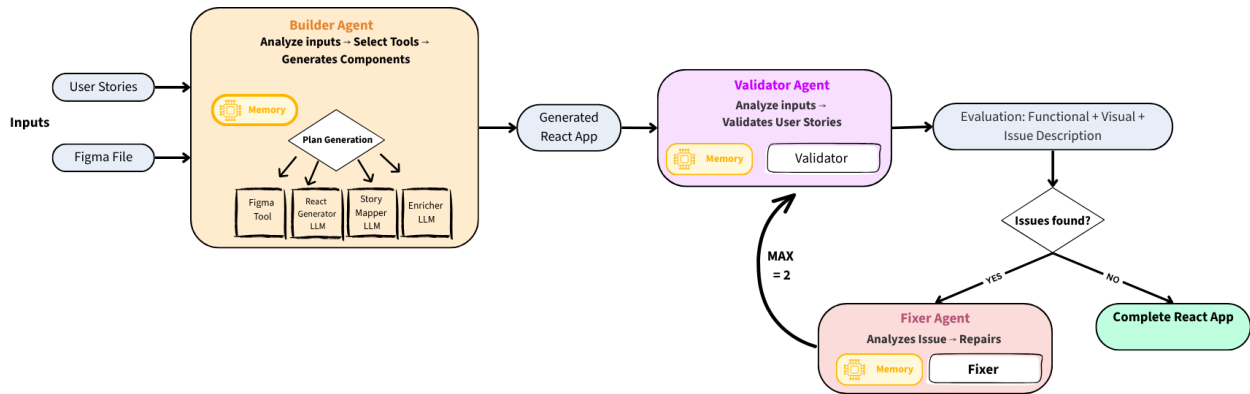 Inputs
User Stories
Figma File
Builder Agent
Analyze inputs→ Select Tools→
Generates Components
Memory
Plan Generation
Figma
Tool
React
Generator
LLM
Story
Mapper
LLM
Enricher
LLM
Generated
React App
Validator Agent
Analyze inputs→
Validates User Stories
Memory
Validator
Evaluation: Functional + Visual +
Issue Description
Issues found?
YES
NO
MAX
= 2
Fixer Agent
Analyzes Issue→Repairs
Memory
Fixer
Complete React App